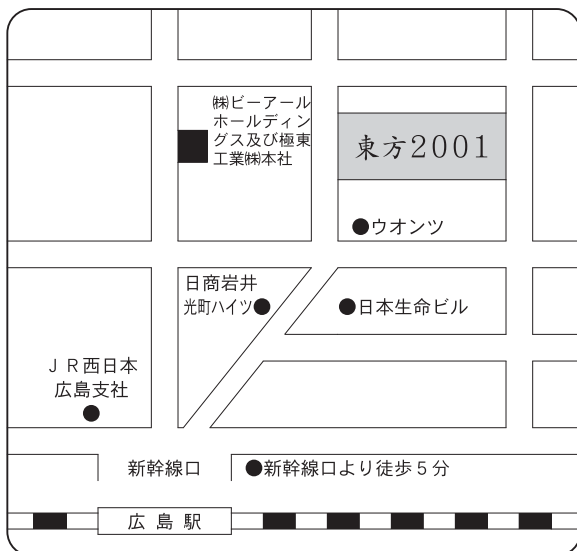 ㈱ビーアール
ホールディン
グス及び極東
工業㈱本社
東方2001
●ウオンツ
日商岩井
光町ハイツ●
●日本生命ビル
ＪＲ西日本
広島支社
新幹線口
●新幹線口より徒歩５分
広島駅